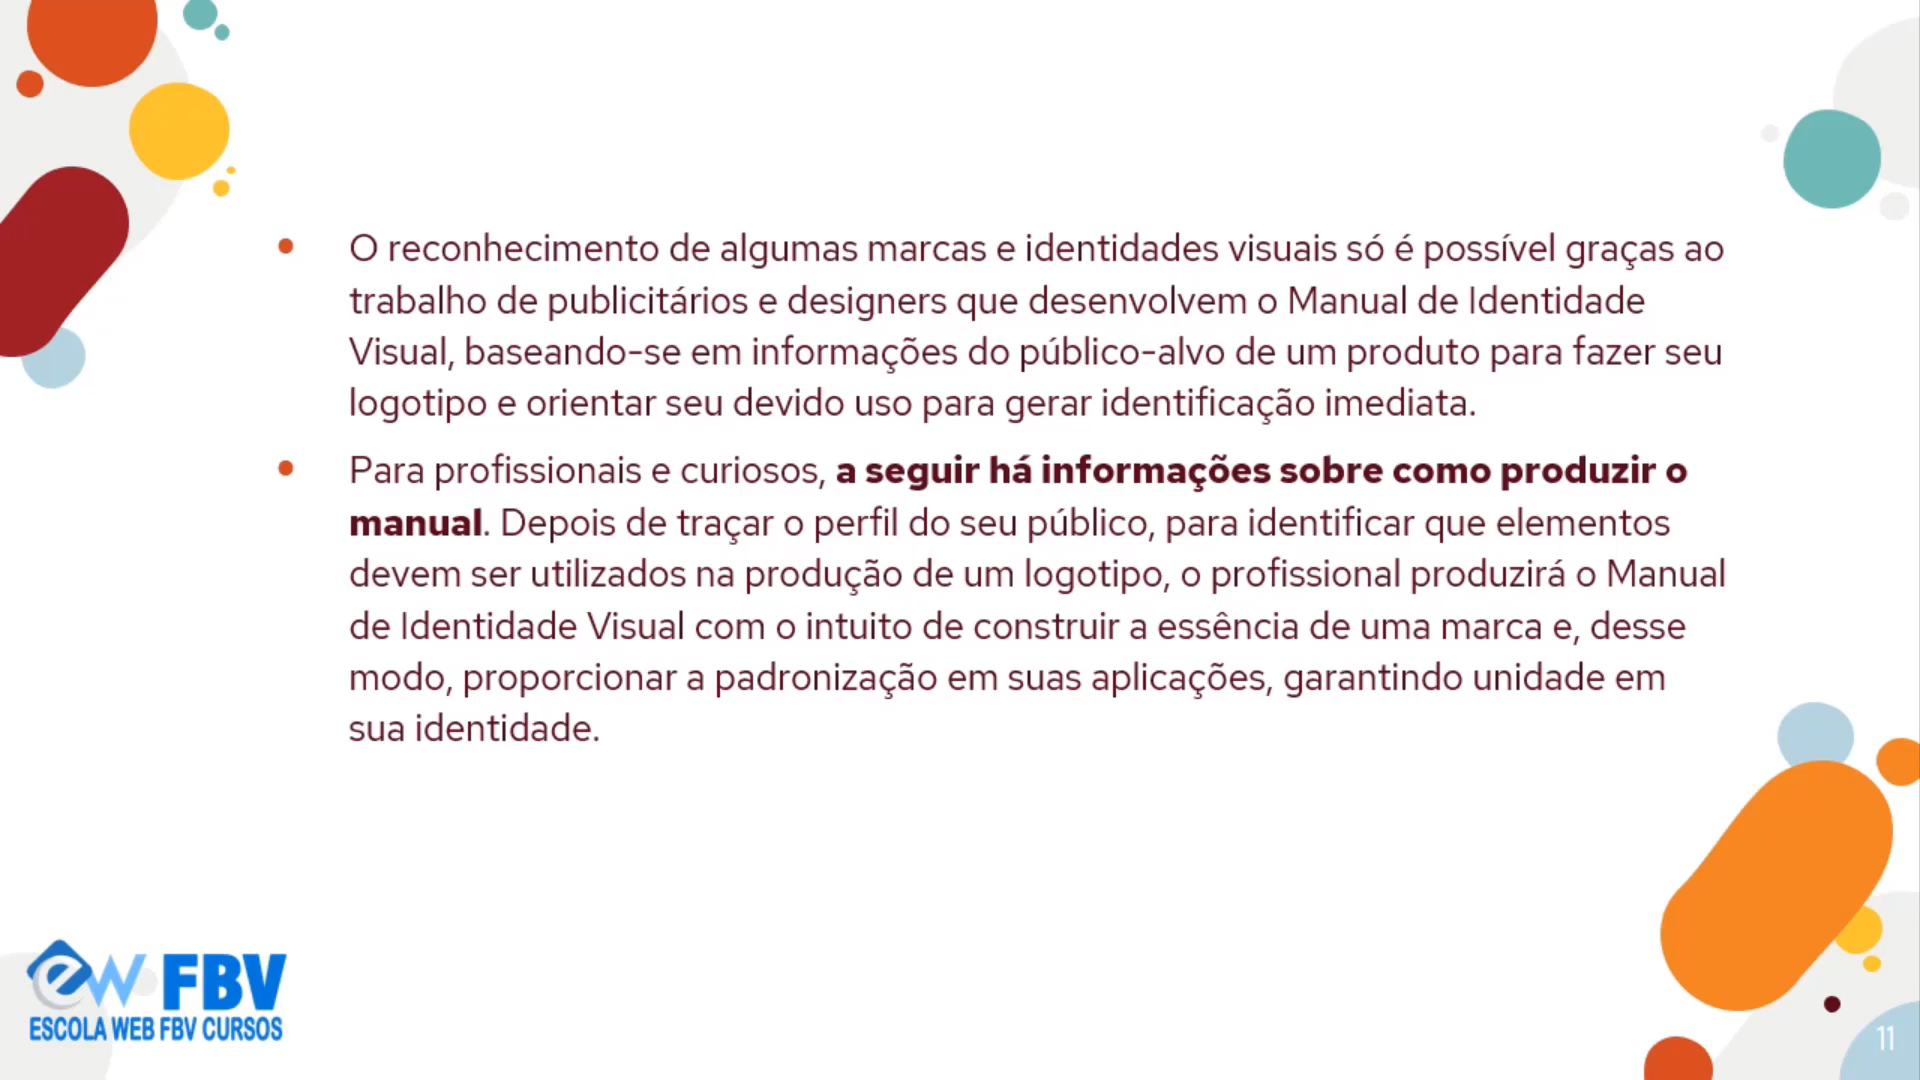 • O reconhecimento de algumas marcas e identidades visuais só é possível graças ao
trabalho de publicitários e designers que desenvolvem o Manual de Identidade
Visual, baseando-se em informações do público-alvo de um produto para fazer seu
logotipo e orientar seu devido uso para gerar identificação imediata.
• Para profissionais e curiosos, a seguir há informações sobre como produzir o
manual. Depois de traçar o perfil do seu público, para identificar que elementos
devem ser utilizados na produção de um logotipo, o profissional produzirá o Manual
de Identidade Visual com o intuito de construir a essência de uma marca e, desse
modo, proporcionar a padronização em suas aplicações, garantindo unidade em
sua identidade.
eW FBV
ESCOLA WEB FBV CURSOS
11